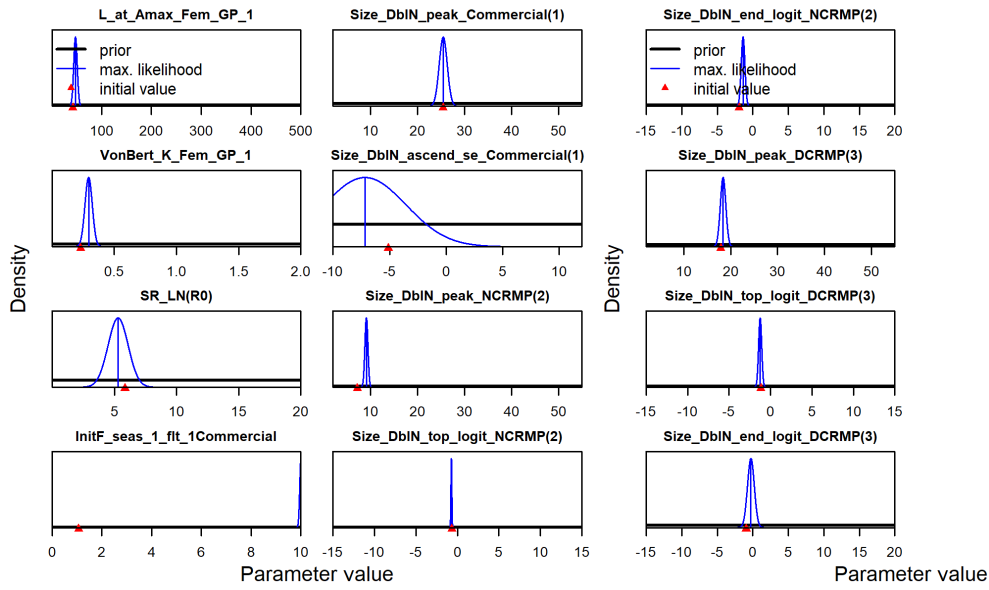 L_at_Amax_Fem_GP_1
prior
max. likelihood
initial value
100 200 300 400 500
VonBert_K_Fem_GP_1
0.5 1.0 1.5 2.0
SR_LN(R0)
5 10 15 20
InitF_seas_1_flt_1Commercial
0 2 4 6 8 10
Size_DblN_peak_Commercial(1)
10 20 30 40 50
Size_DblN_ascend_se_Commercial(1)
-10 -5 0 5 10
Size_DblN_peak_NCRMP(2)
10 20 30 40 50
Size_DblN_top_logit_NCRMP(2)
-15 -10 -5 0 5 10 15
Density
Parameter value
Size_DblN_end_logit_NCRMP(2)
prior
max. likelihood
initial value
-15 -10 -5 0 5 10 15 20
Size_DblN_peak_DCRMP(3)
10 20 30 40 50
Size_DblN_top_logit_DCRMP(3)
-15 -10 -5 0 5 10 15
Size_DblN_end_logit_DCRMP(3)
-15 -10 -5 0 5 10 15 20
Density
Parameter value